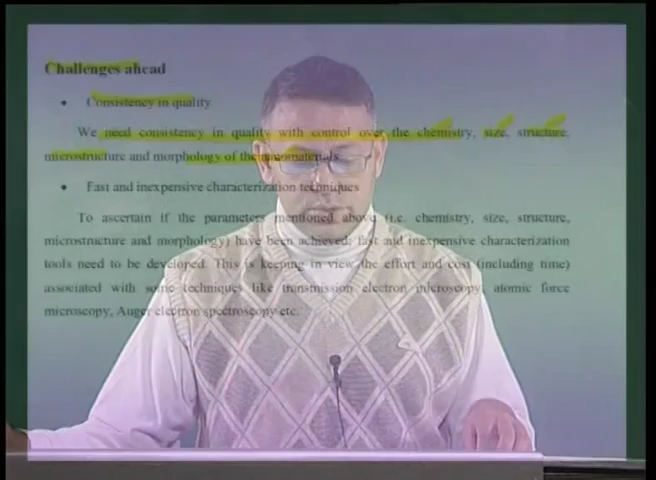 Challenges ahead
• Consistency in quality
We need consistency in quality with control over the chemistry, size, structure,
microstructure and morphology of the nanomaterials.
• Fast and inexpensive characterization techniques
To ascertain if the parameters mentioned above (i.e. chemistry, size, structure,
microstructure and morphology) have been achieved; fast and inexpensive characterization
tools need to be developed. This is keeping in view the effort and cost (including time)
associated with some techniques like transmission electron microscopy, atomic force
microscopy, Auger electron spectroscopy etc.